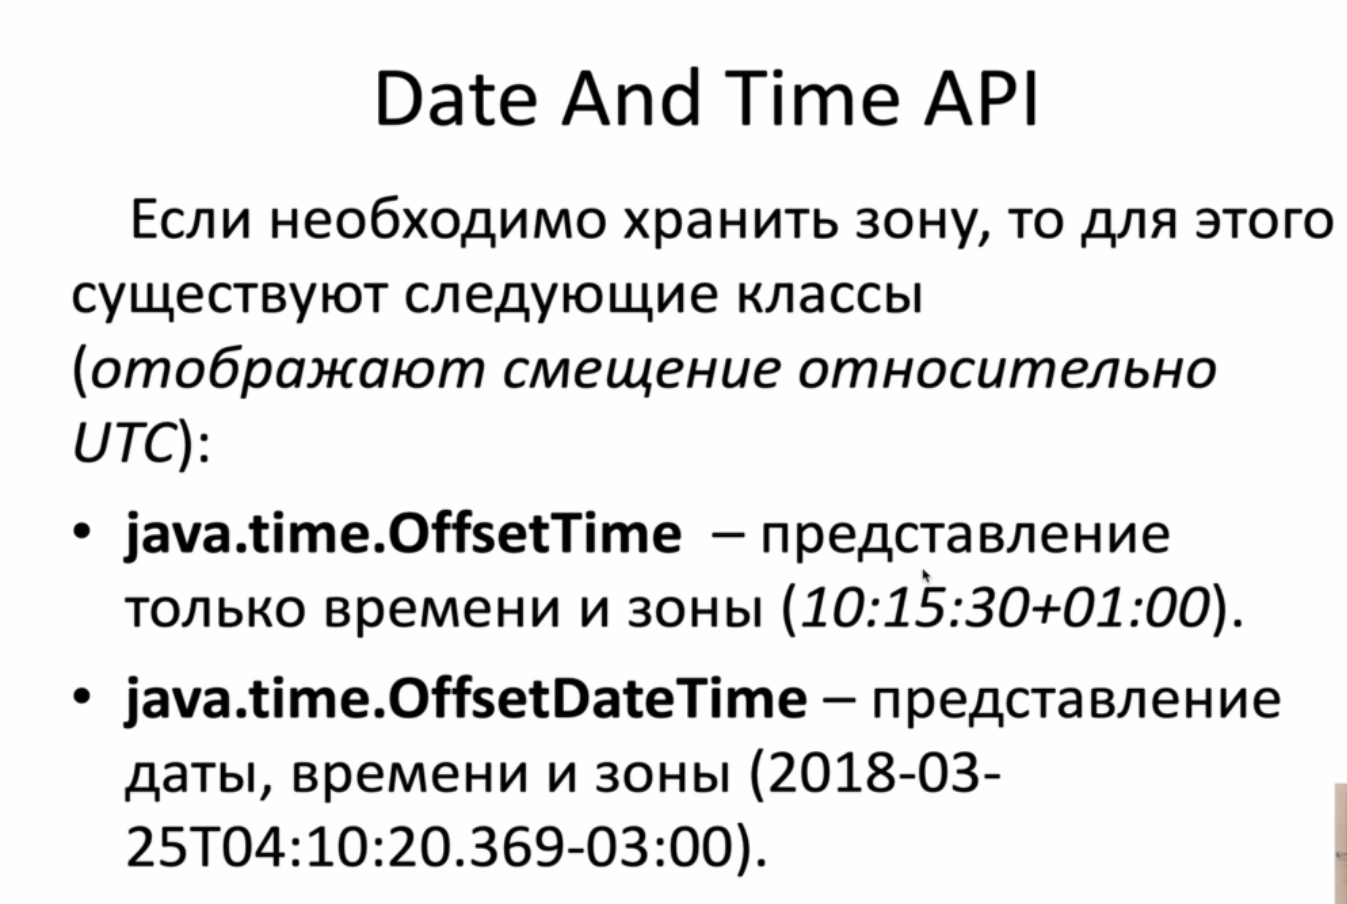 Date And Time API
Если необходимо хранить зону, то для этого
существуют следующие классы
(отображают смещение относительно
UTC):
• java.time.OffsetTime – представление
только времени и зоны (10:15:30+01:00).
• java.time.OffsetDateTime – представление
даты, времени и зоны (2018-03-
25T04:10:20.369-03:00).